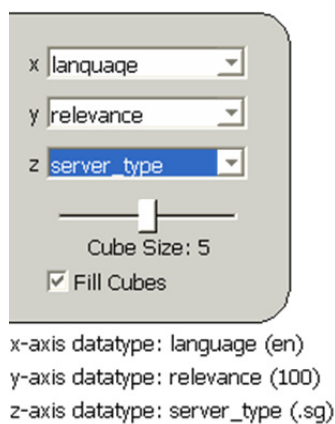 x language
y relevance
z server_type
Cube Size: 5
Fill Cubes
x-axis datatype: language (en)
y-axis datatype: relevance (100)
z-axis datatype: server_type (.sg)